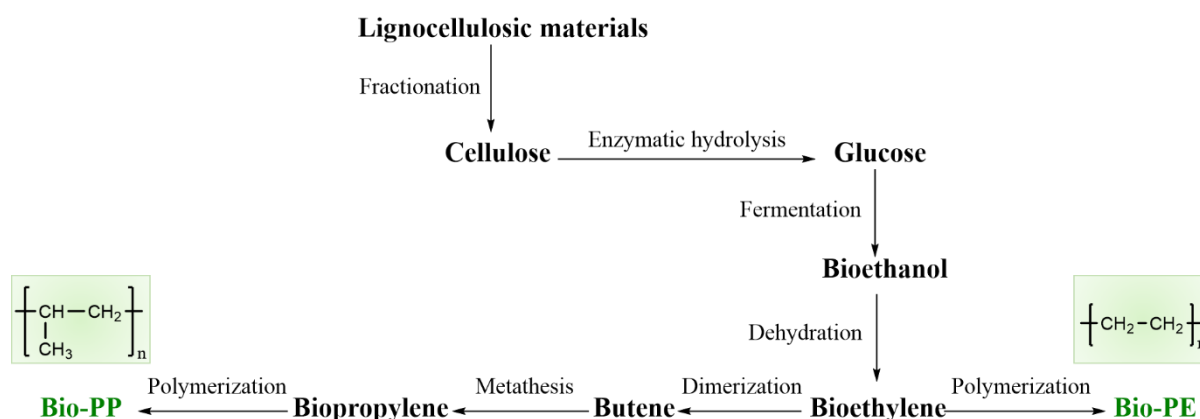 Lignocellulosic materials
Fractionation
Cellulose Enzymatic hydrolysis Glucose
Fermentation
Bioethanol
CH—CH₂
CH₃ n
CH₂–CH₂ n
Dehydration
Polymerization Metathesis Dimerization Polymerization
Bio-PP Biopropylene Butene Bioethylene Bio-PE